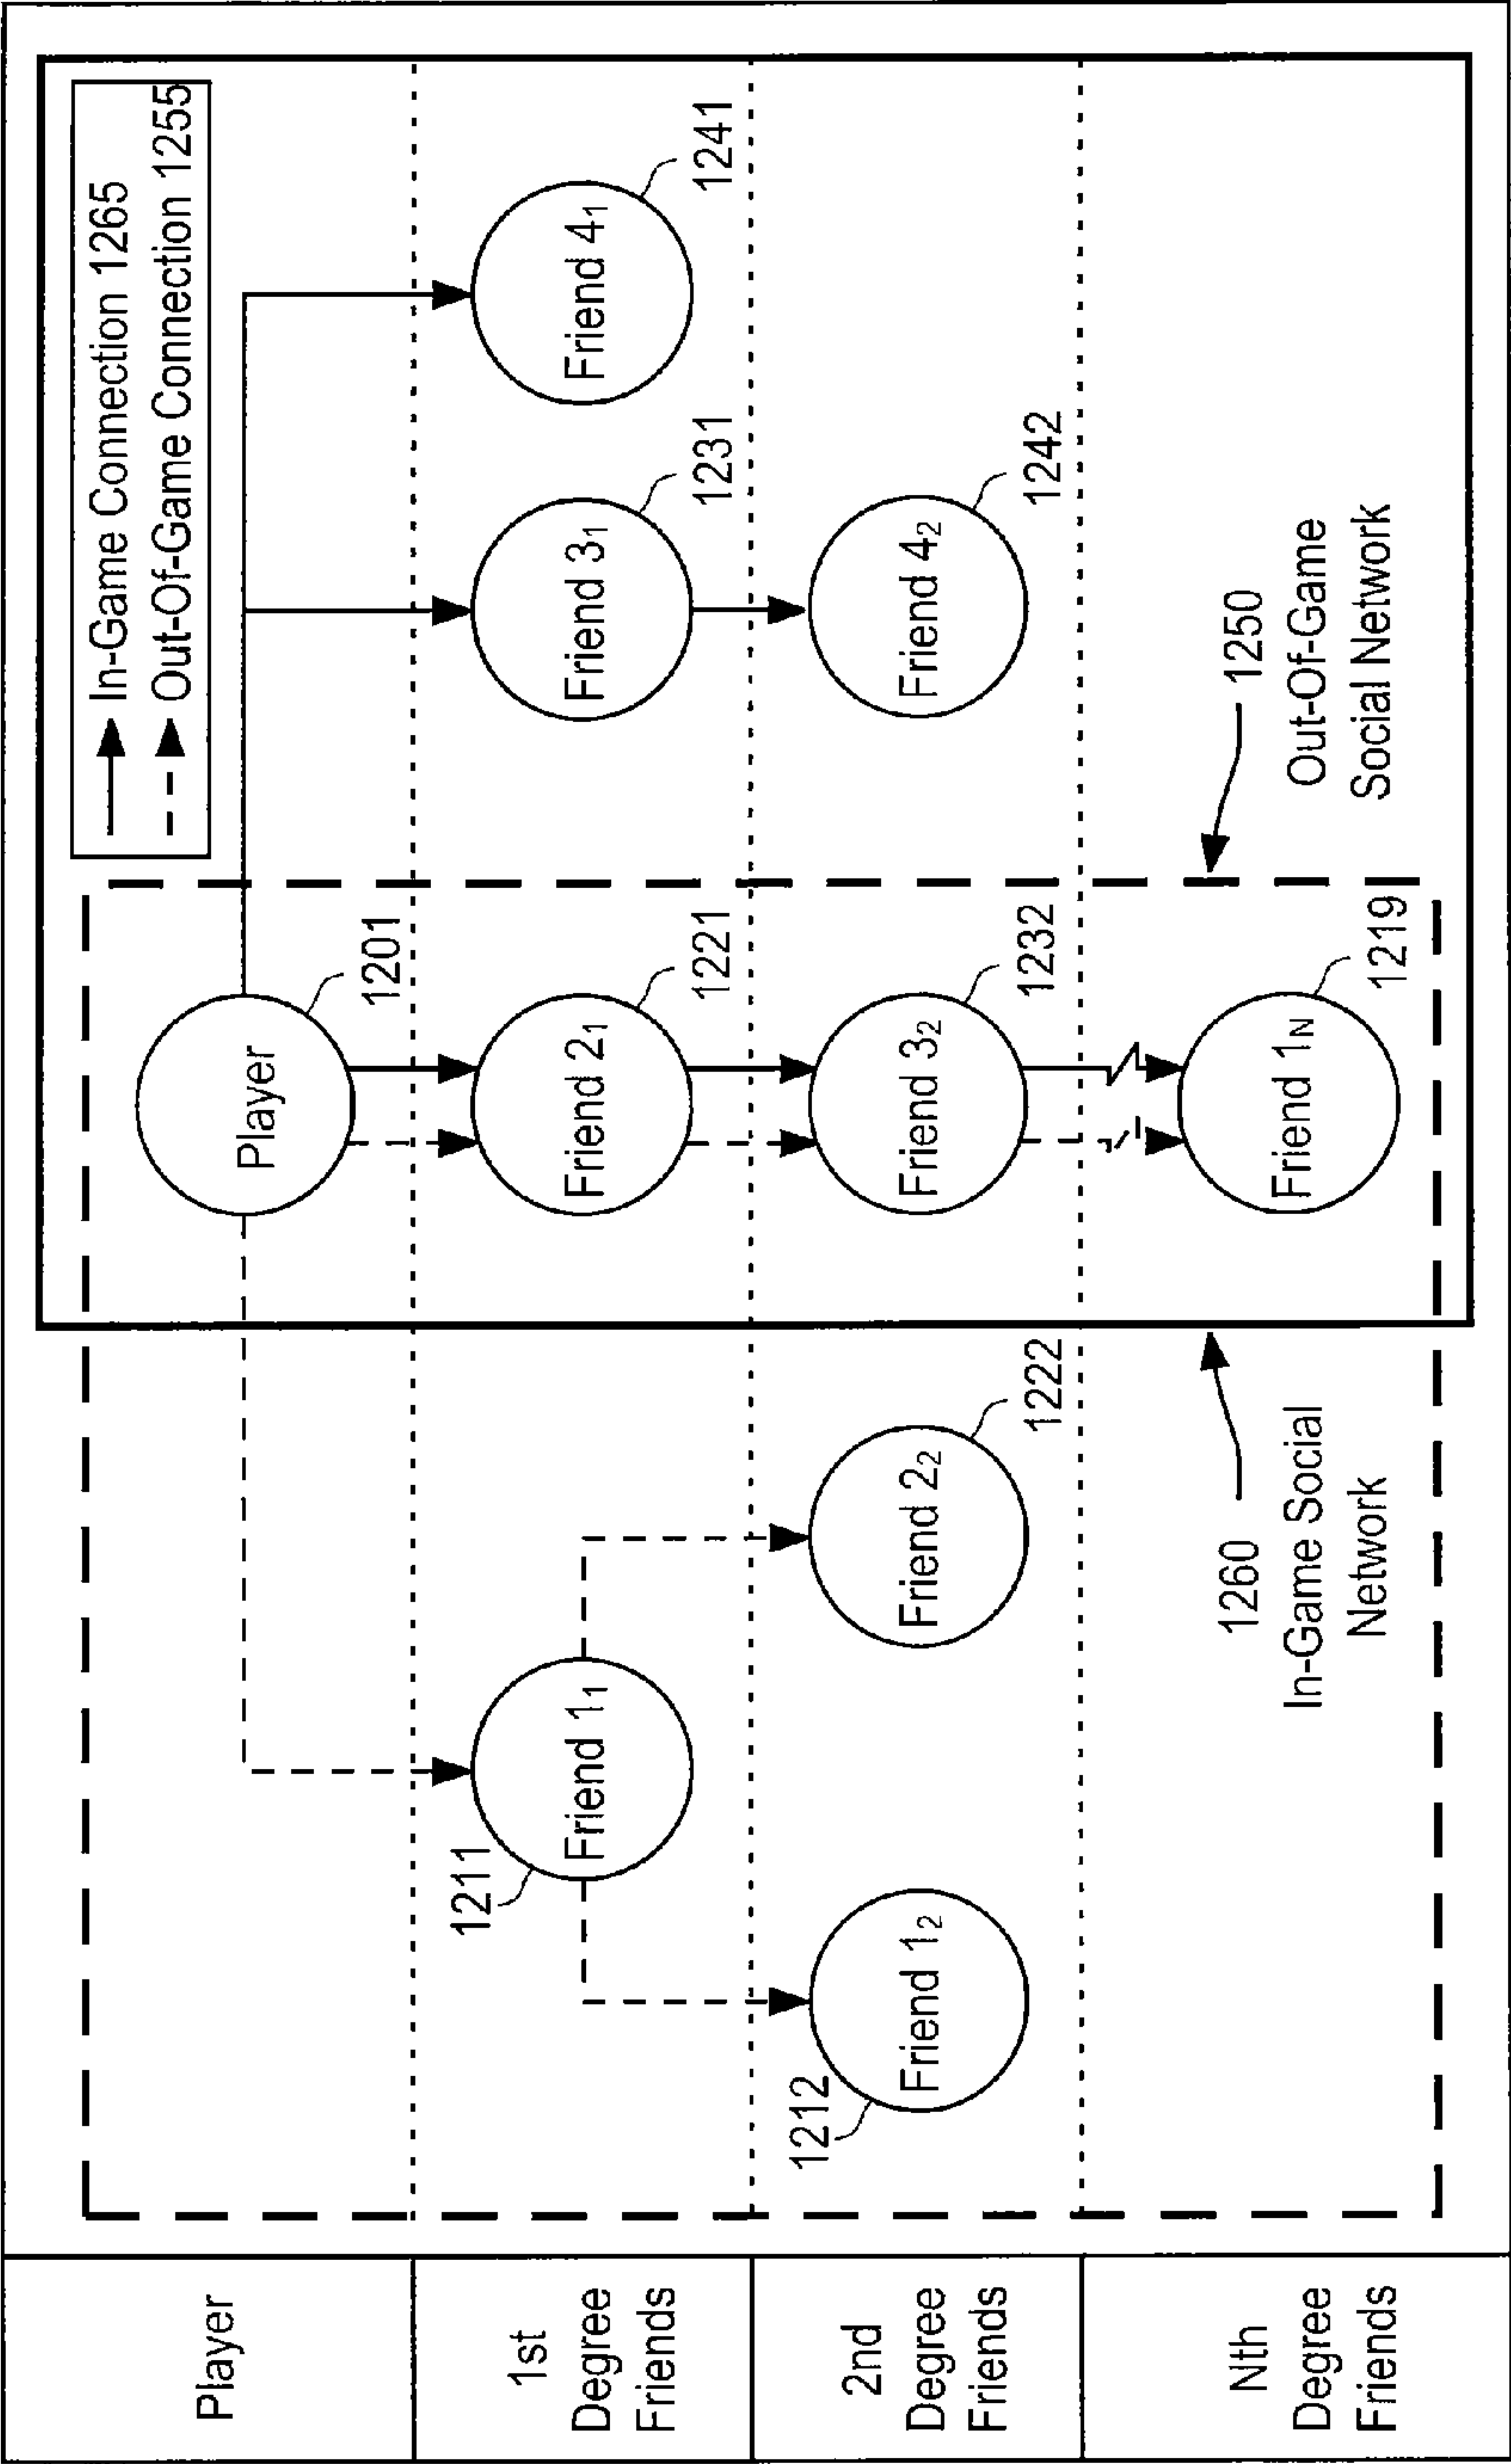 Player
1st
Degree
Friends
2nd
Degree
Friends
Nth
Degree
Friends
In-Game Connection 1265
Out-Of-Game Connection 1255
Player
1201
1211
Friend 1₁
Friend 2₁
1221
Friend 3₁
1231
Friend 4₁
1241
1212
Friend 1₂
Friend 2₂
1222
Friend 3₂
1232
Friend 4₂
1242
1260
In-Game Social
Network
Friend 1N
1219
1250
Out-Of-Game
Social Network